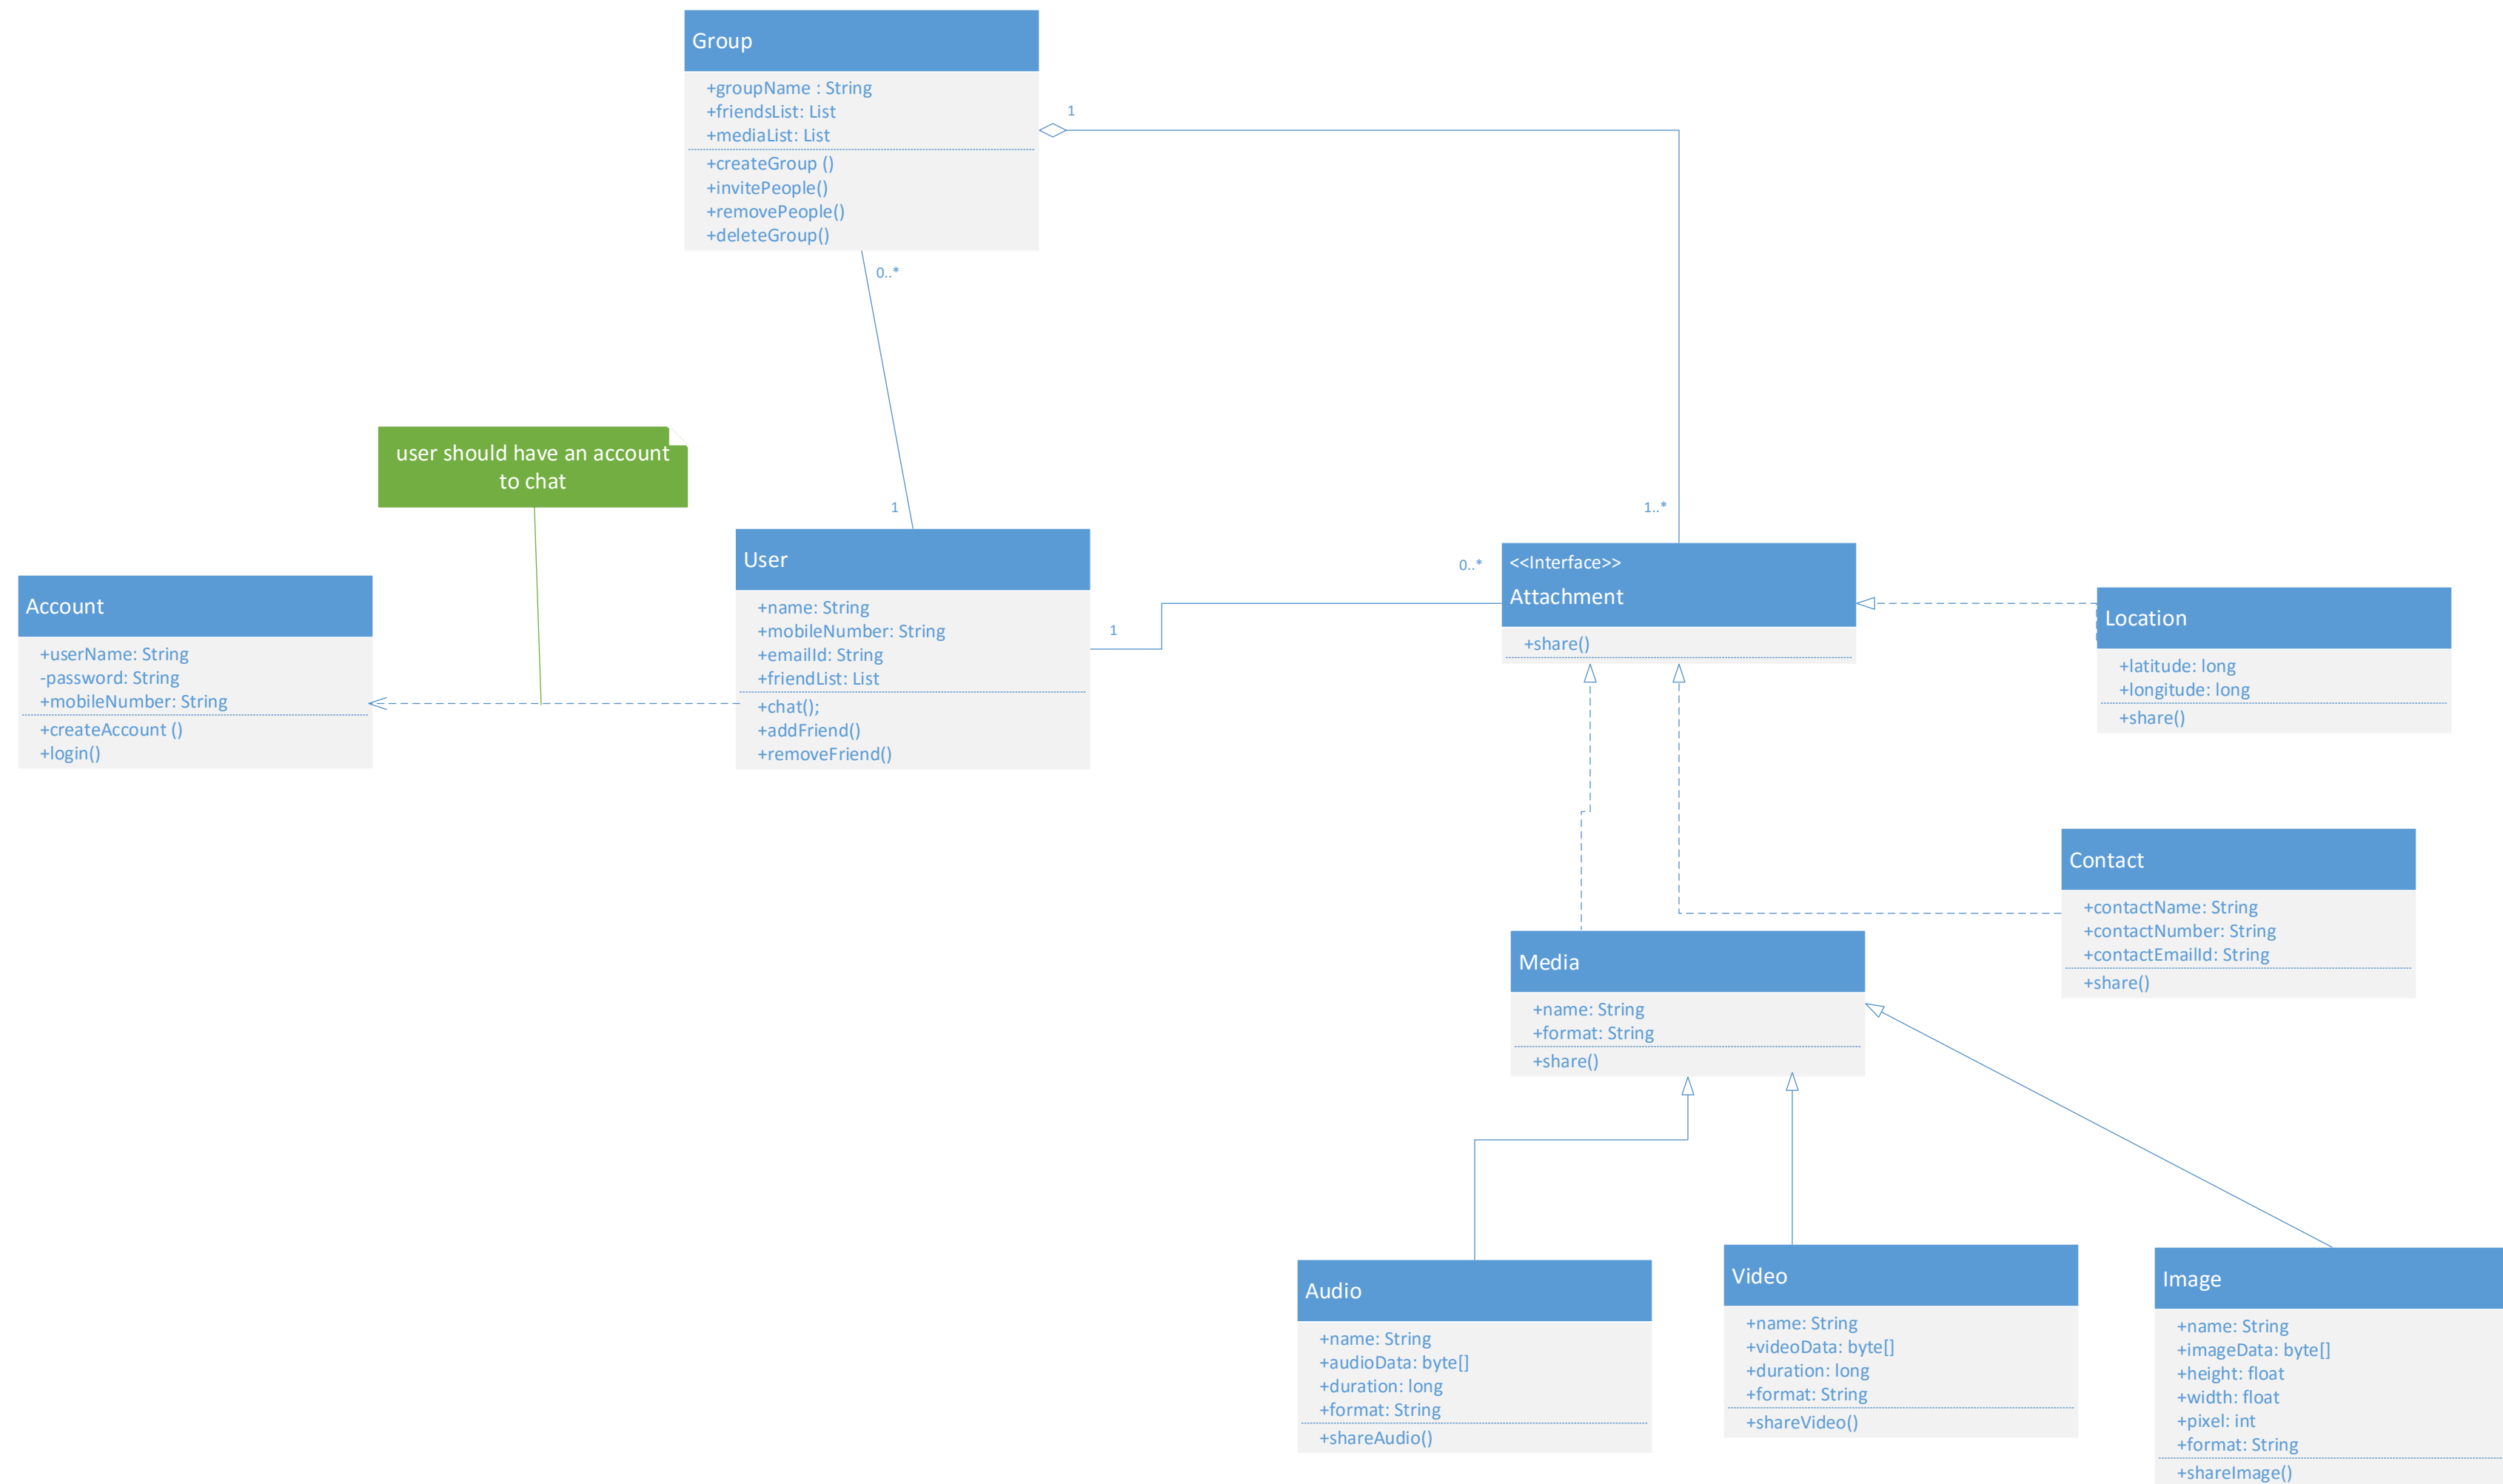 Group
+groupName : String
+friendsList: List
+mediaList: List
+createGroup ()
+invitePeople()
+removePeople()
+deleteGroup()
1
0..*
user should have an account
to chat
1
1..*
Account
+userName: String
-password: String
+mobileNumber: String
+createAccount ()
+login()
User
+name: String
+mobileNumber: String
+emailId: String
+friendList: List
+chat();
+addFriend()
+removeFriend()
1
0..*
<<Interface>>
Attachment
+share()
Location
+latitude: long
+longitude: long
+share()
Contact
+contactName: String
+contactNumber: String
+contactEmailId: String
+share()
Media
+name: String
+format: String
+share()
Audio
+name: String
+audioData: byte[]
+duration: long
+format: String
+shareAudio()
Video
+name: String
+videoData: byte[]
+duration: long
+format: String
+shareVideo()
Image
+name: String
+imageData: byte[]
+height: float
+width: float
+pixel: int
+format: String
+shareImage()